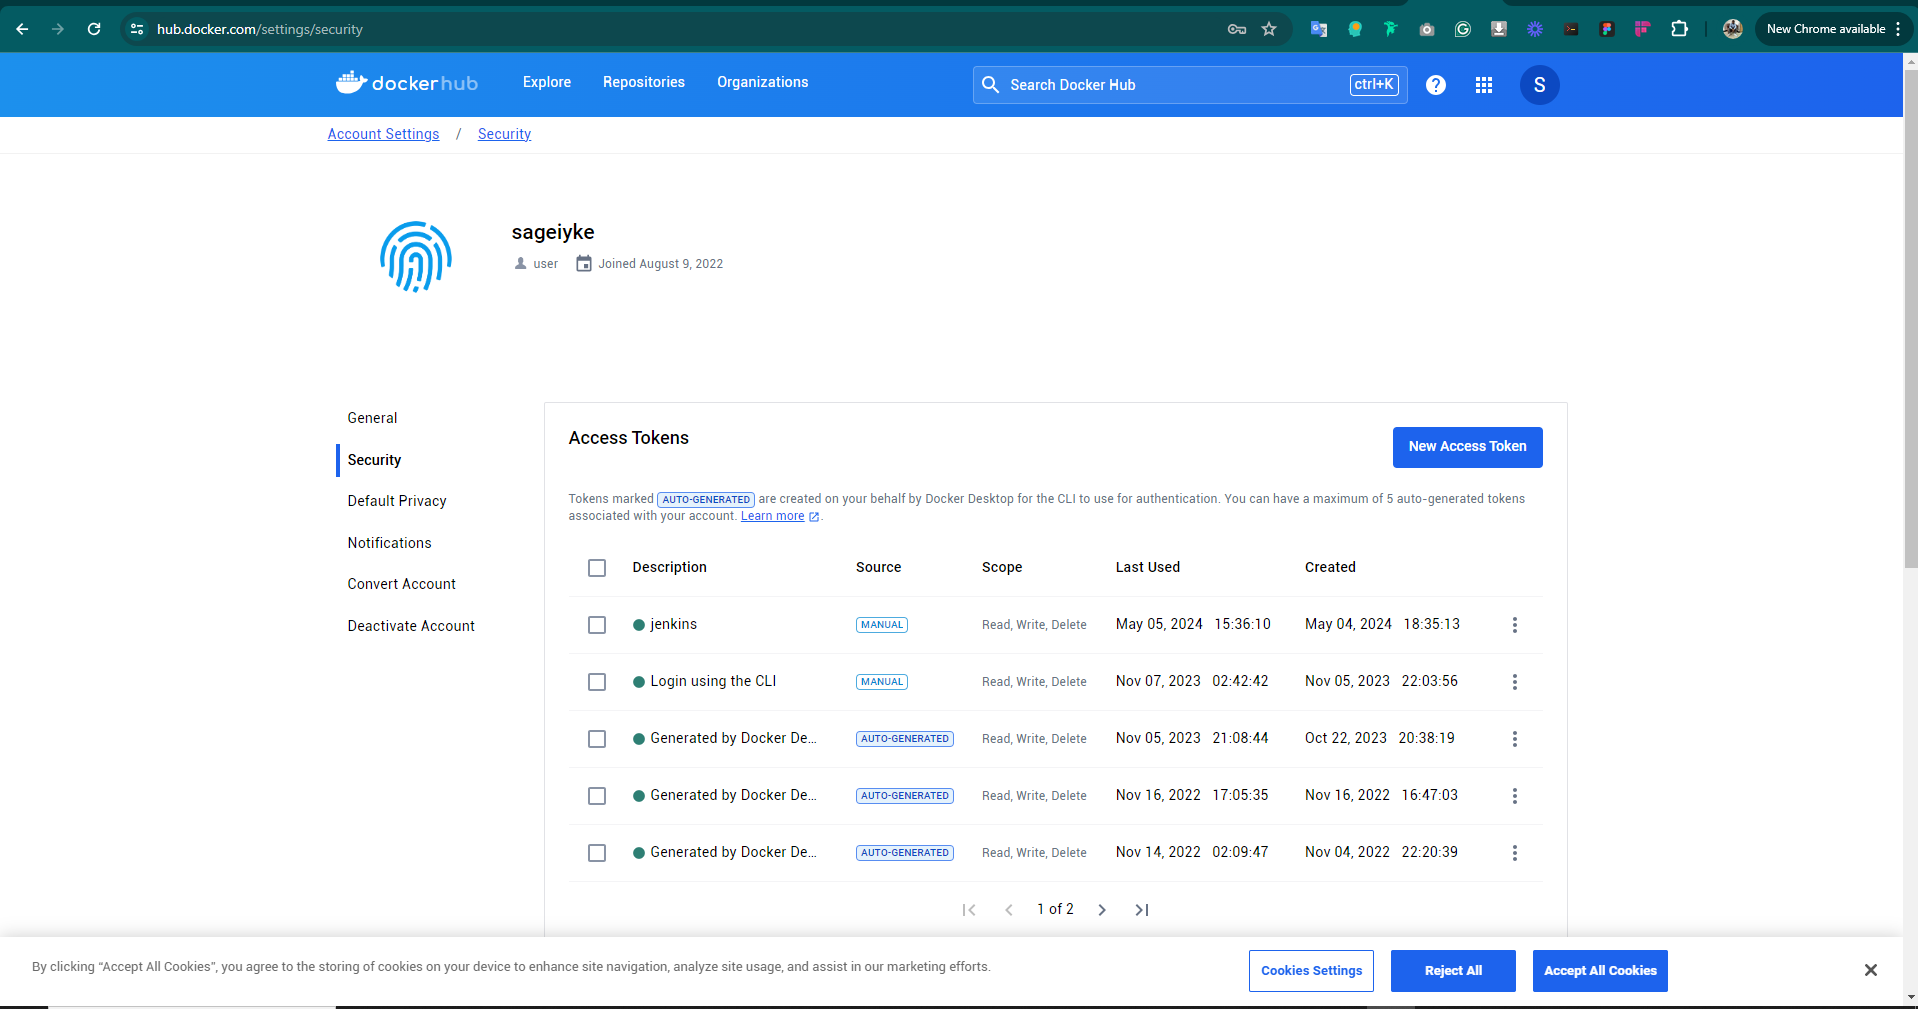 hub.docker.com/settings/security
New Chrome available
docker hub
Explore
Repositories
Organizations
Search Docker Hub
ctrl+K
?
S
Account Settings / Security
sageiyke
user
Joined August 9, 2022
General
Security
Default Privacy
Notifications
Convert Account
Deactivate Account
Access Tokens
New Access Token
Tokens marked AUTO-GENERATED are created on your behalf by Docker Desktop for the CLI to use for authentication. You can have a maximum of 5 auto-generated tokens
associated with your account. Learn more .
Description Source Scope Last Used Created
jenkins MANUAL Read, Write, Delete May 05, 2024 15:36:10 May 04, 2024 18:35:13
Login using the CLI MANUAL Read, Write, Delete Nov 07, 2023 02:42:42 Nov 05, 2023 22:03:56
Generated by Docker De... AUTO-GENERATED Read, Write, Delete Nov 05, 2023 21:08:44 Oct 22, 2023 20:38:19
Generated by Docker De... AUTO-GENERATED Read, Write, Delete Nov 16, 2022 17:05:35 Nov 16, 2022 16:47:03
Generated by Docker De... AUTO-GENERATED Read, Write, Delete Nov 14, 2022 02:09:47 Nov 04, 2022 22:20:39
1 of 2
By clicking “Accept All Cookies”, you agree to the storing of cookies on your device to enhance site navigation, analyze site usage, and assist in our marketing efforts.
Cookies Settings
Reject All
Accept All Cookies